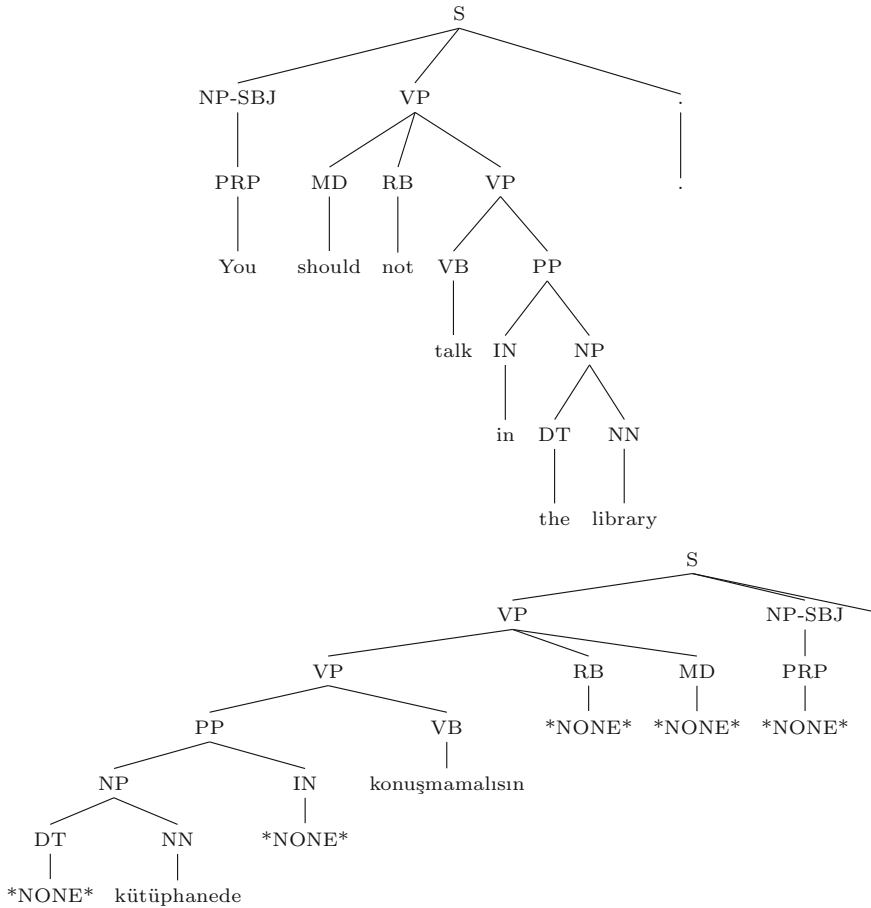 S
NP-SBJ VP .
PRP MD RB VP .
You should not VB PP
talk IN NP
in DT NN
the library
S
VP NP-SBJ
VP RB MD PRP
PP VB *NONE* *NONE* *NONE*
NP IN konuşmamalısın
DT NN *NONE*
*NONE* kütüphanede